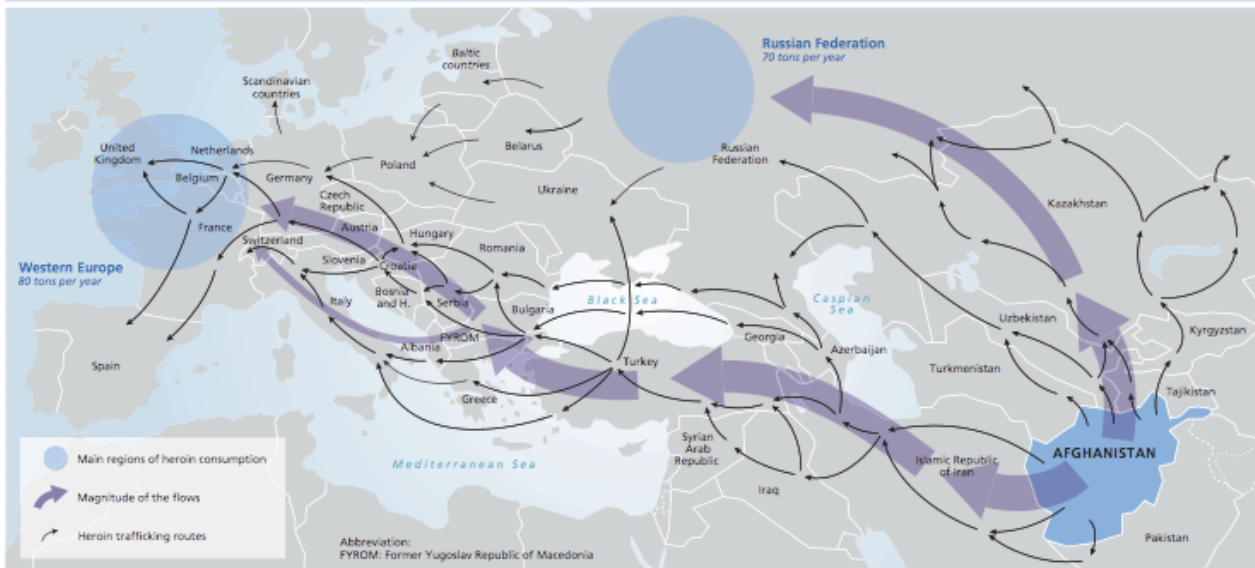 Russian Federation
70 tons per year
Baltic
countries
Scandinavian
countries
United
Kingdom
Netherlands
Belgium
Germany
Poland
Belarus
Russian
Federation
Ukraine
Czech
Republic
Kazakhstan
France
Austria
Hungary
Switzerland
Romania
Slovenia
Croatia
Western Europe
80 tons per year
Bosnia
and H.
Serbia
Italy
Bulgaria
Black Sea
Caspian
Sea
Uzbekistan
Kyrgyzstan
Georgia
Azerbaijan
FYROM
Albania
Spain
Turkey
Turkmenistan
Tajikistan
Greece
Syrian
Arab
Republic
AFGHANISTAN
Islamic Republic
of Iran
Mediterranean Sea
Iraq
Pakistan
Main regions of heroin consumption
Magnitude of the flows
Heroin trafficking routes
Abbreviation:
FYROM: Former Yugoslav Republic of Macedonia